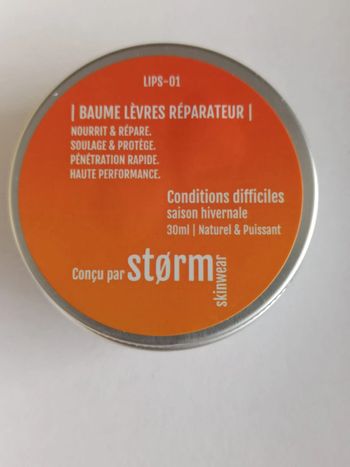 LIPS-01
| BAUME LÈVRES RÉPARATEUR |
NOURRIT & RÉPARE.
SOULAGE & PROTÈGE.
PÉNÉTRATION RAPIDE.
HAUTE PERFORMANCE.
Conditions difficiles
saison hivernale
30ml | Naturel & Puissant
Conçu par størm
skinwear